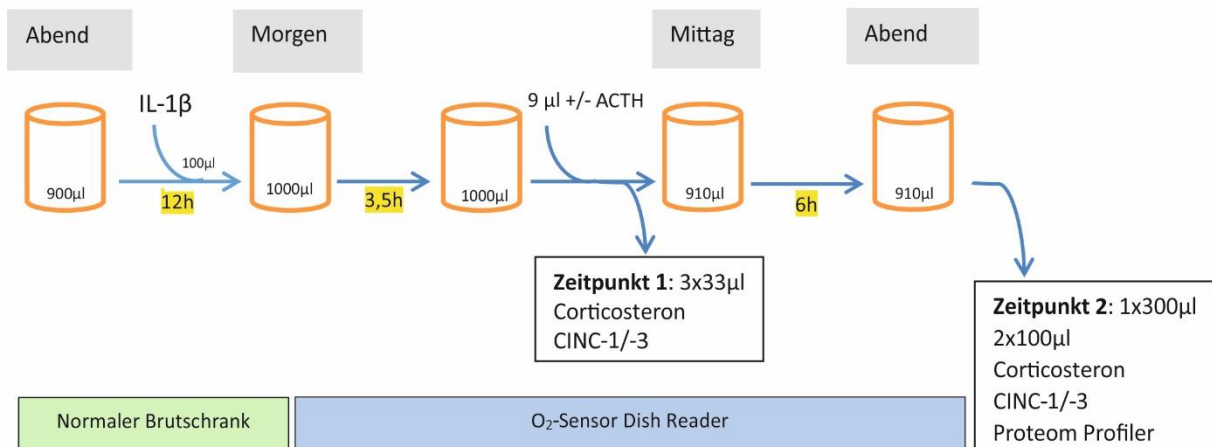 Abend
Morgen
Mittag
Abend
IL-1β
9 µl +/- ACTH
100µl
900µl
1000µl
1000µl
910µl
910µl
12h
3,5h
6h
Zeitpunkt 1: 3x33µl
Corticosteron
CINC-1/-3
Zeitpunkt 2: 1x300µl
2x100µl
Corticosteron
CINC-1/-3
Proteom Profiler
Normaler Brutschrank
O₂-Sensor Dish Reader